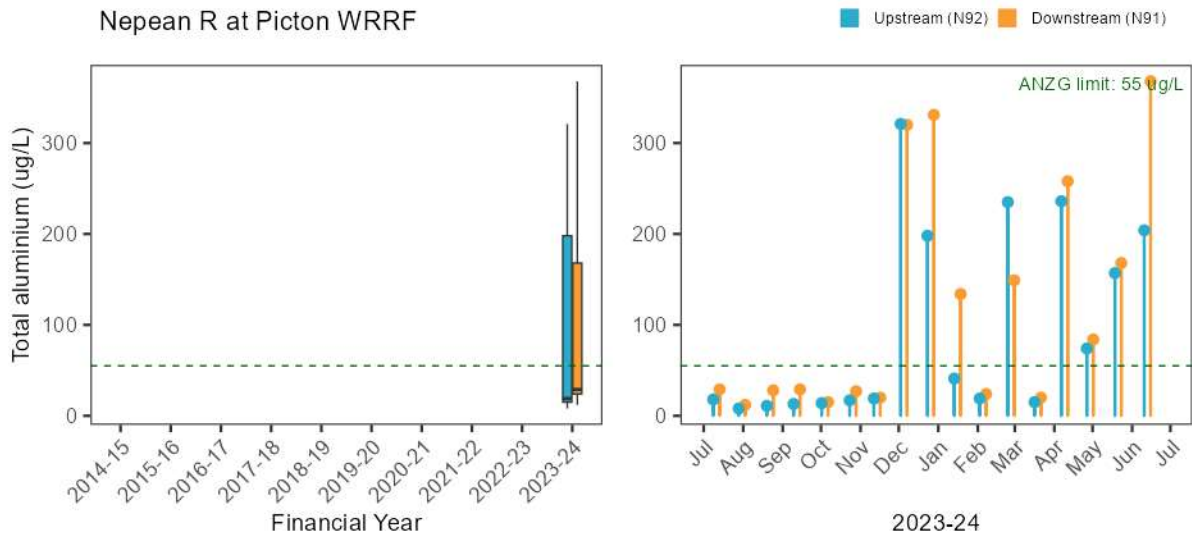 Nepean R at Picton WRRF
Upstream (N92) Downstream (N91)
Total aluminium (ug/L)
300
200
100
0
2014-15
2015-16
2016-17
2017-18
2018-19
2019-20
2020-21
2021-22
2022-23
2023-24
Financial Year
ANZG limit: 55 ug/L
300
200
100
0
Jul
Aug
Sep
Oct
Nov
Dec
Jan
Feb
Mar
Apr
May
Jun
Jul
2023-24